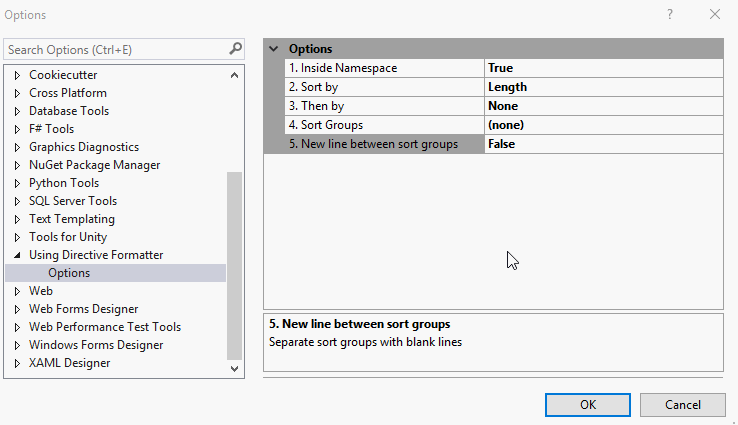 Options
Search Options (Ctrl+E)
Cookiecutter
Cross Platform
Database Tools
F# Tools
Graphics Diagnostics
NuGet Package Manager
Python Tools
SQL Server Tools
Text Templating
Tools for Unity
Using Directive Formatter
Options
Web
Web Forms Designer
Web Performance Test Tools
Windows Forms Designer
XAML Designer
Options
1. Inside Namespace True
2. Sort by Length
3. Then by None
4. Sort Groups (none)
5. New line between sort groups False
5. New line between sort groups
Separate sort groups with blank lines
OK Cancel